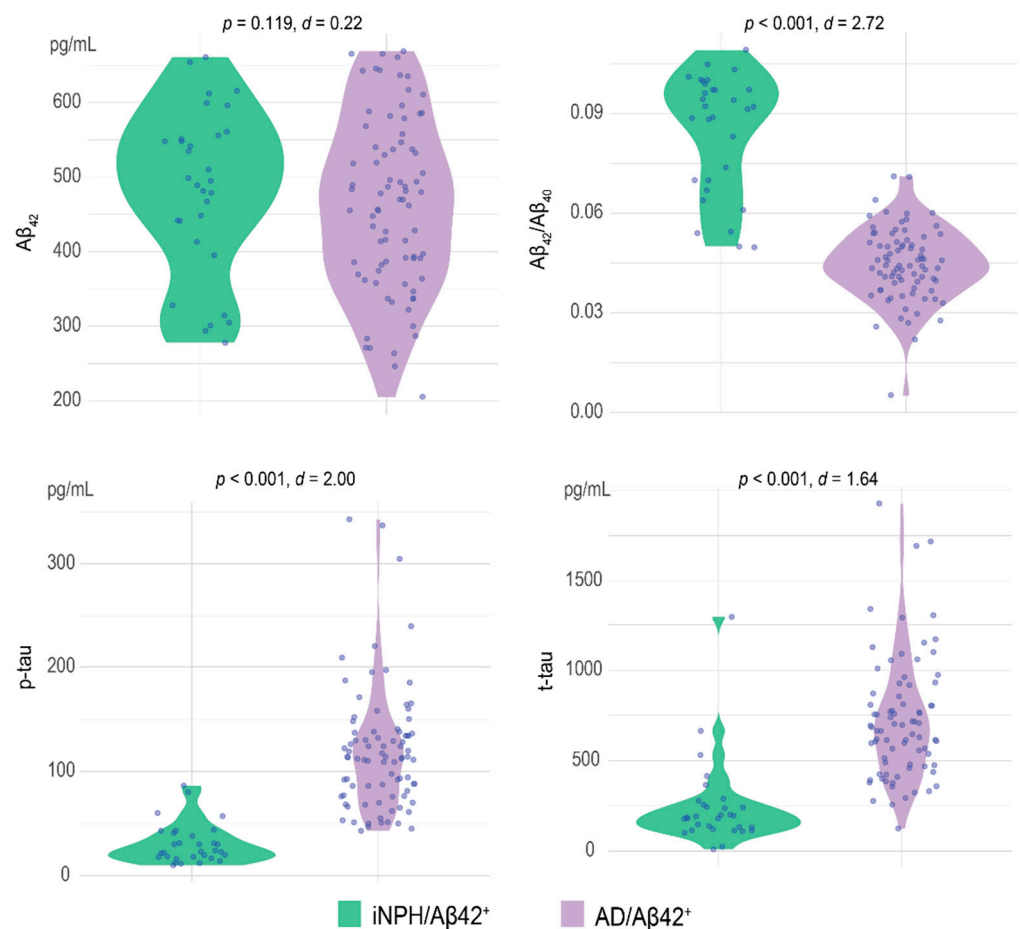 p = 0.119, d = 0.22
pg/mL
Aβ42
600
500
400
300
200
p < 0.001, d = 2.72
Aβ42/Aβ40
0.09
0.06
0.03
0.00
p < 0.001, d = 2.00
pg/mL
p-tau
300
200
100
0
p < 0.001, d = 1.64
pg/mL
t-tau
1500
1000
500
0
iNPH/Aβ42⁺
AD/Aβ42⁺